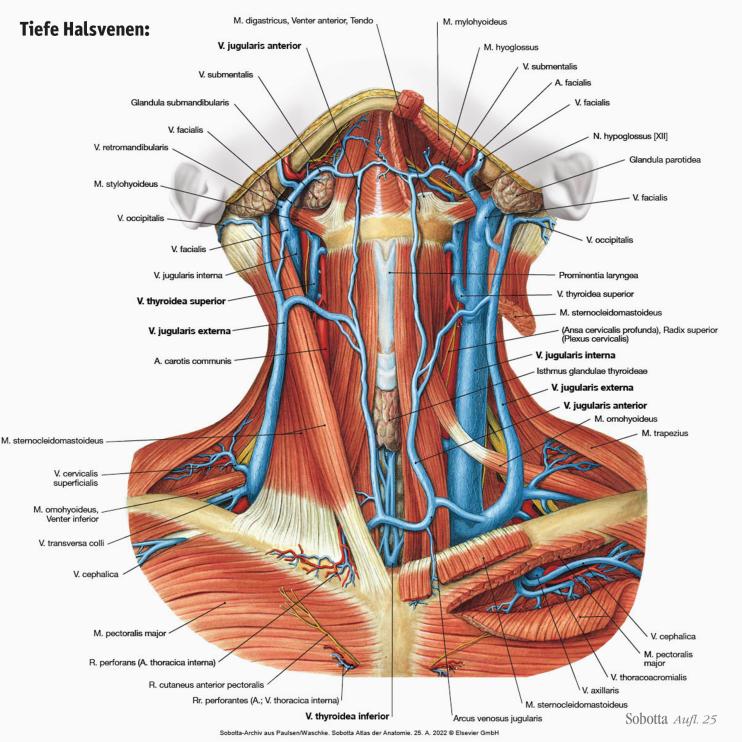 Tiefe Halsvenen:
M. digastricus, Venter anterior, Tendo
V. jugularis anterior
V. submentalis
Glandula submandibularis
V. facialis
V. retromandibularis
M. stylohyoideus
V. occipitalis
V. facialis
V. jugularis interna
V. thyroidea superior
V. jugularis externa
A. carotis communis
M. sternocleidomastoideus
V. cervicalis
superficialis
M. omohyoideus,
Venter inferior
V. transversa colli
V. cephalica
M. pectoralis major
R. perforans (A. thoracica interna)
R. cutaneus anterior pectoralis
Rr. perforantes (A.; V. thoracica interna)
V. thyroidea inferior
M. mylohyoideus
M. hyoglossus
V. submentalis
A. facialis
V. facialis
N. hypoglossus [XII]
Glandula parotidea
V. facialis
V. occipitalis
Prominentia laryngea
V. thyroidea superior
M. sternocleidomastoideus
(Ansa cervicalis profunda), Radix superior
(Plexus cervicalis)
V. jugularis interna
Isthmus glandulae thyroideae
V. jugularis externa
V. jugularis anterior
M. omohyoideus
M. trapezius
V. cephalica
M. pectoralis
major
V. thoracoacromialis
V. axillaris
M. sternocleidomastoideus
Arcus venosus jugularis
Sobotta Aufl. 25
Sobotta-Archiv aus Paulsen/Waschke. Sobotta Atlas der Anatomie. 25. A. 2022 © Elsevier GmbH